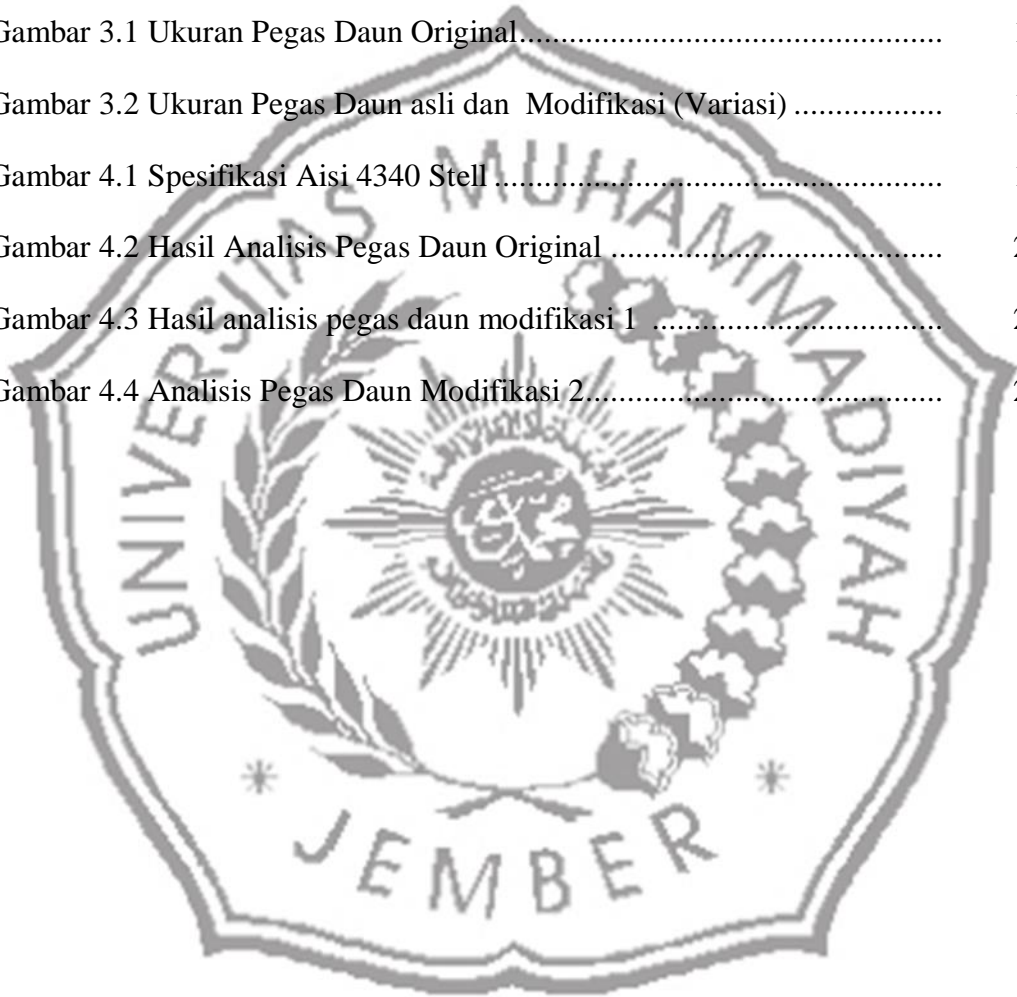 Gambar 3.1 Ukuran Pegas Daun Original....................................................
Gambar 3.2 Ukuran Pegas Daun asli dan Modifikasi (Variasi) .................
Gambar 4.1 Spesifikasi Aisi 4340 Stell ......................................................
Gambar 4.2 Hasil Analisis Pegas Daun Original ........................................
Gambar 4.3 Hasil analisis pegas daun modifikasi 1 ...................................
Gambar 4.4 Analisis Pegas Daun Modifikasi 2...........................................
UNIVERSITAS MUHAMMADIYAH
* JEMBER *